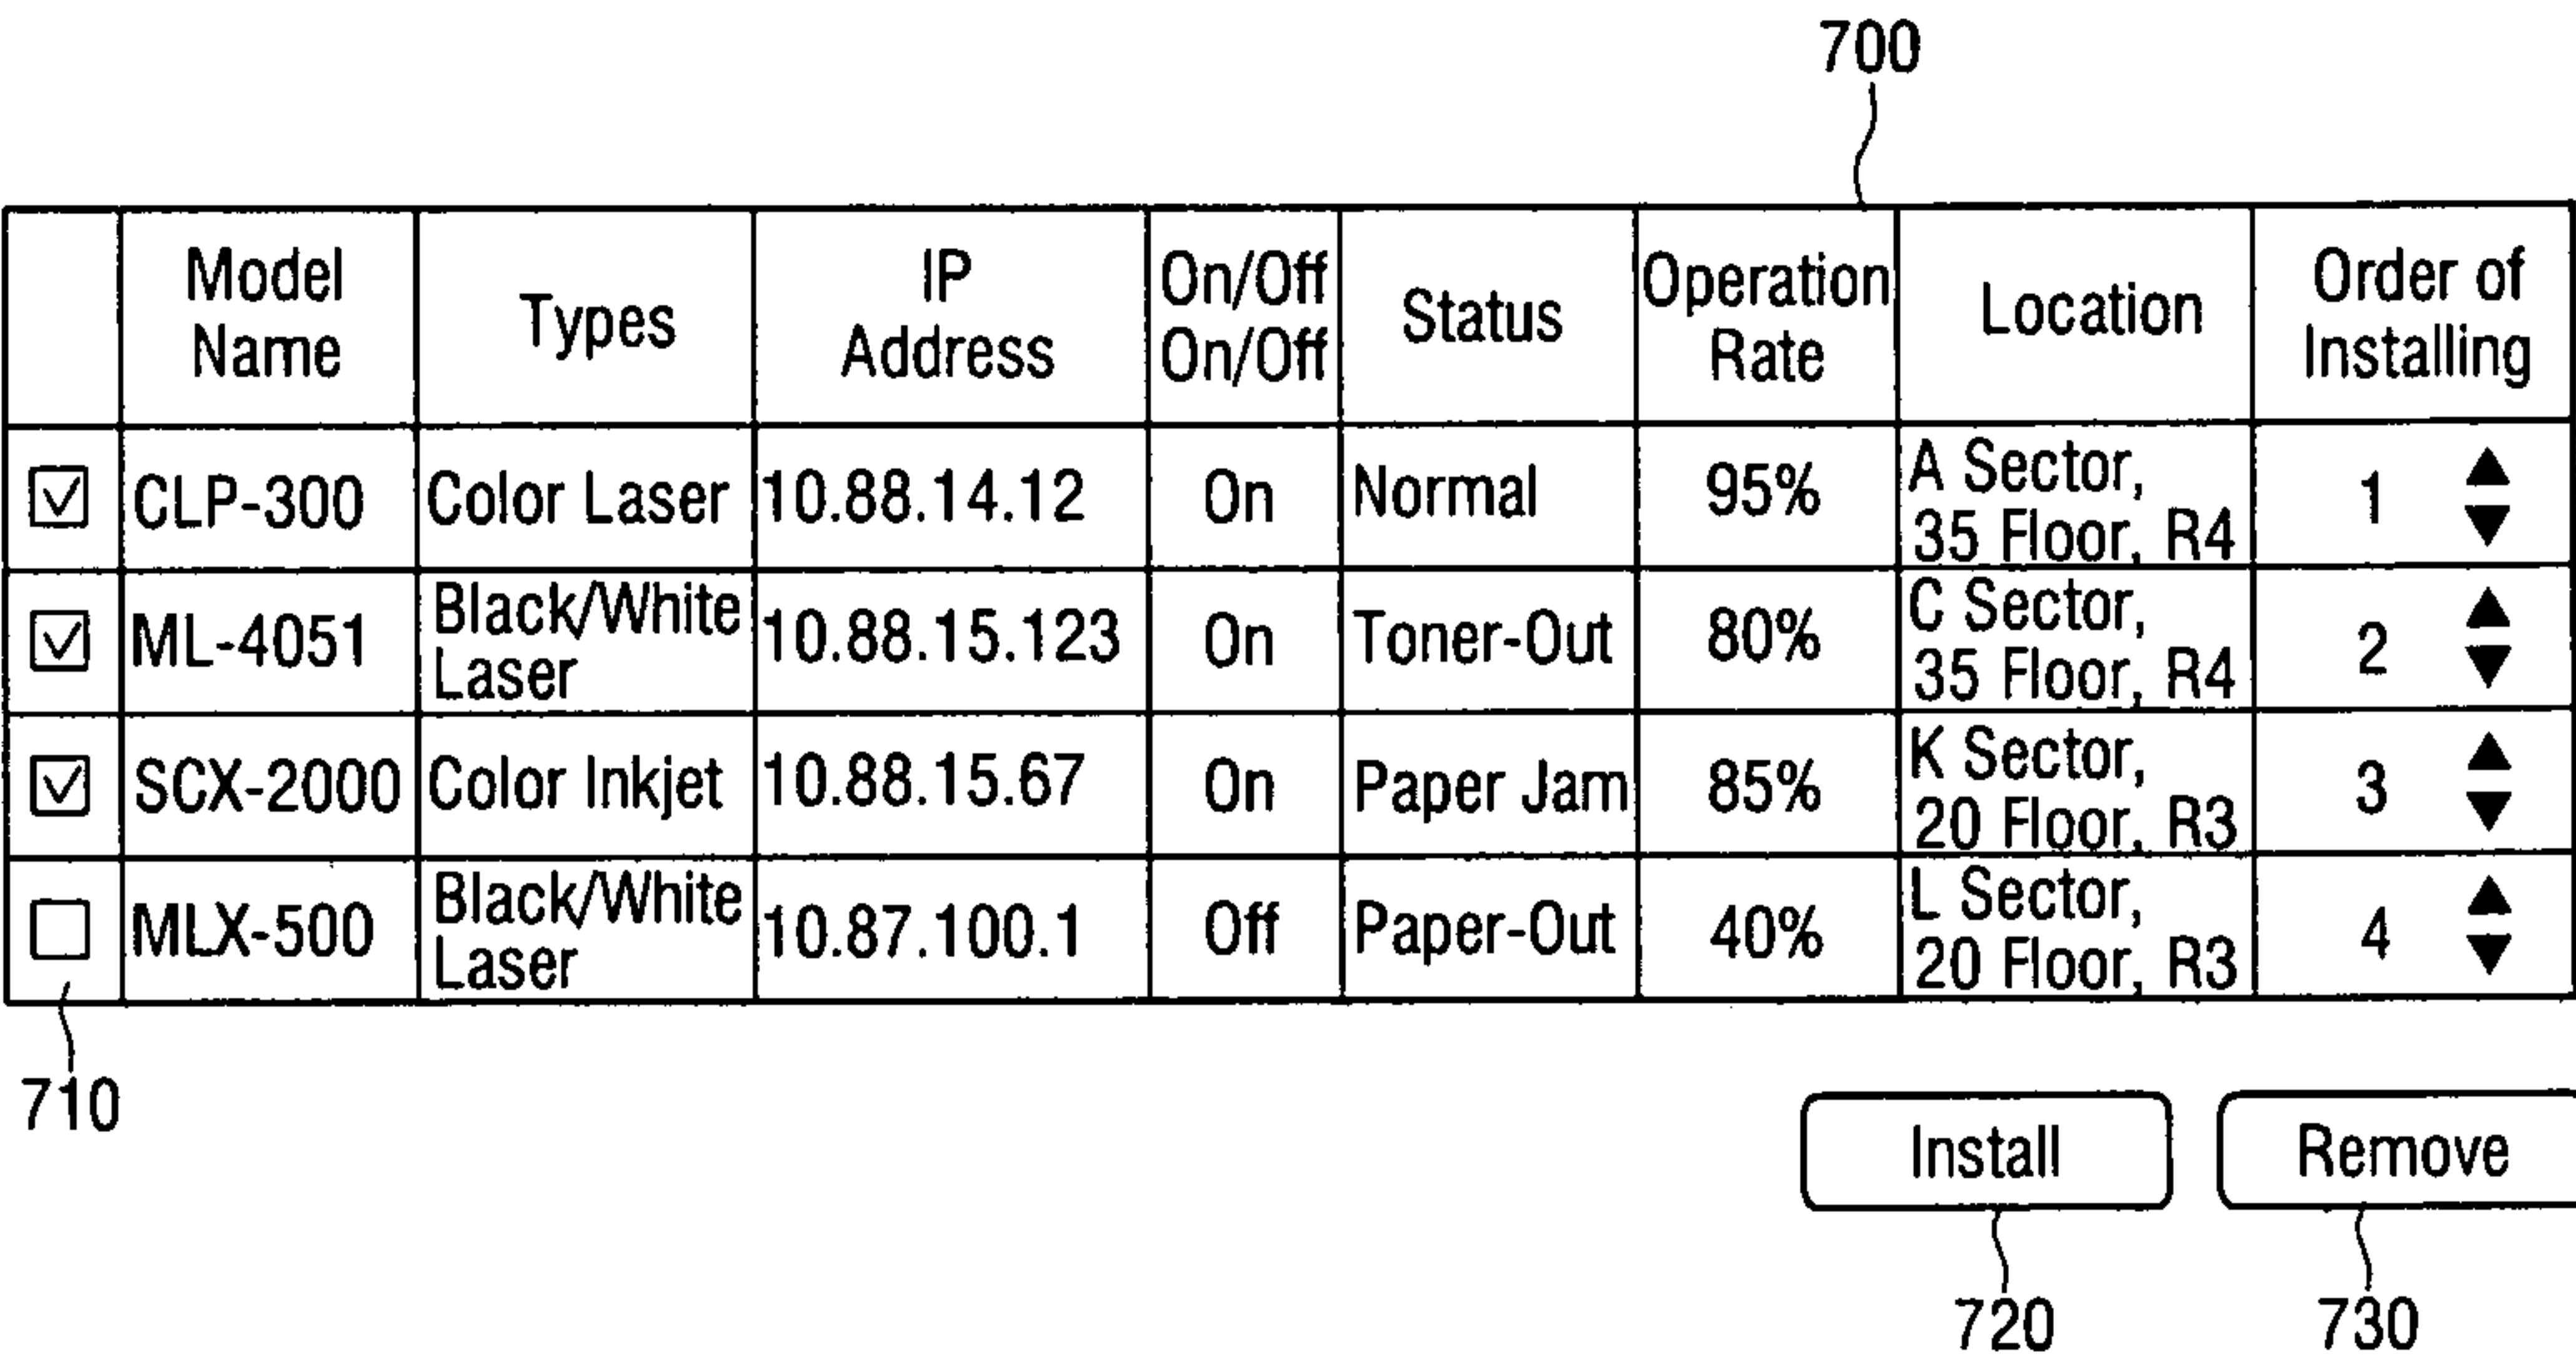 700
Model Name Types IP Address On/Off On/Off Status Operation Rate Location Order of Installing
CLP-300 Color Laser 10.88.14.12 On Normal 95% A Sector, 35 Floor, R4 1
ML-4051 Black/White Laser 10.88.15.123 On Toner-Out 80% C Sector, 35 Floor, R4 2
SCX-2000 Color Inkjet 10.88.15.67 On Paper Jam 85% K Sector, 20 Floor, R3 3
MLX-500 Black/White Laser 10.87.100.1 Off Paper-Out 40% L Sector, 20 Floor, R3 4
710
Install Remove
720 730